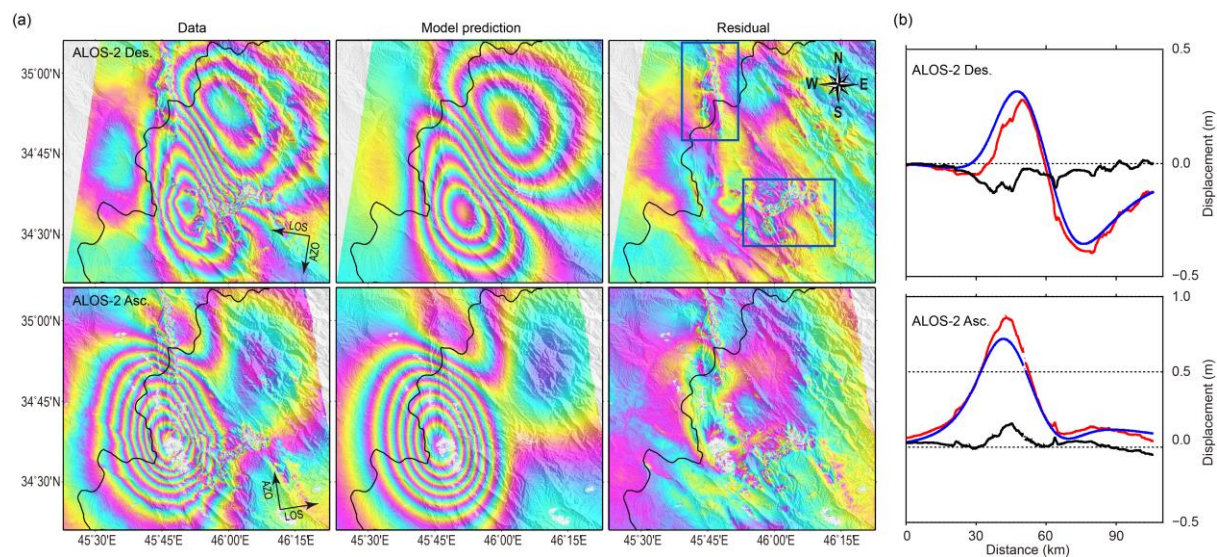 (a)
Data
Model prediction
Residual
(b)
ALOS-2 Des.
35°00′N
34°45′N
34°30′N
LOS
AZO
N
W E
S
ALOS-2 Des.
0.5
0.0
−0.5
Displacement (m)
ALOS-2 Asc.
35°00′N
34°45′N
34°30′N
AZO
LOS
45°30′E 45°45′E 46°00′E 46°15′E
45°30′E 45°45′E 46°00′E 46°15′E
45°30′E 45°45′E 46°00′E 46°15′E
ALOS-2 Asc.
1.0
0.5
0.0
−0.5
Displacement (m)
0 30 60 90
Distance (km)